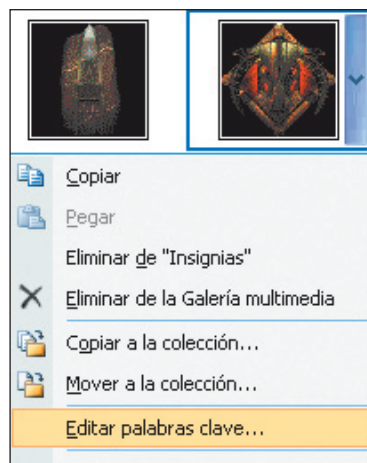 Copiar
Pegar
Eliminar de "Insignias"
Eliminar de la Galería multimedia
Copiar a la colección...
Mover a la colección...
Editar palabras clave...